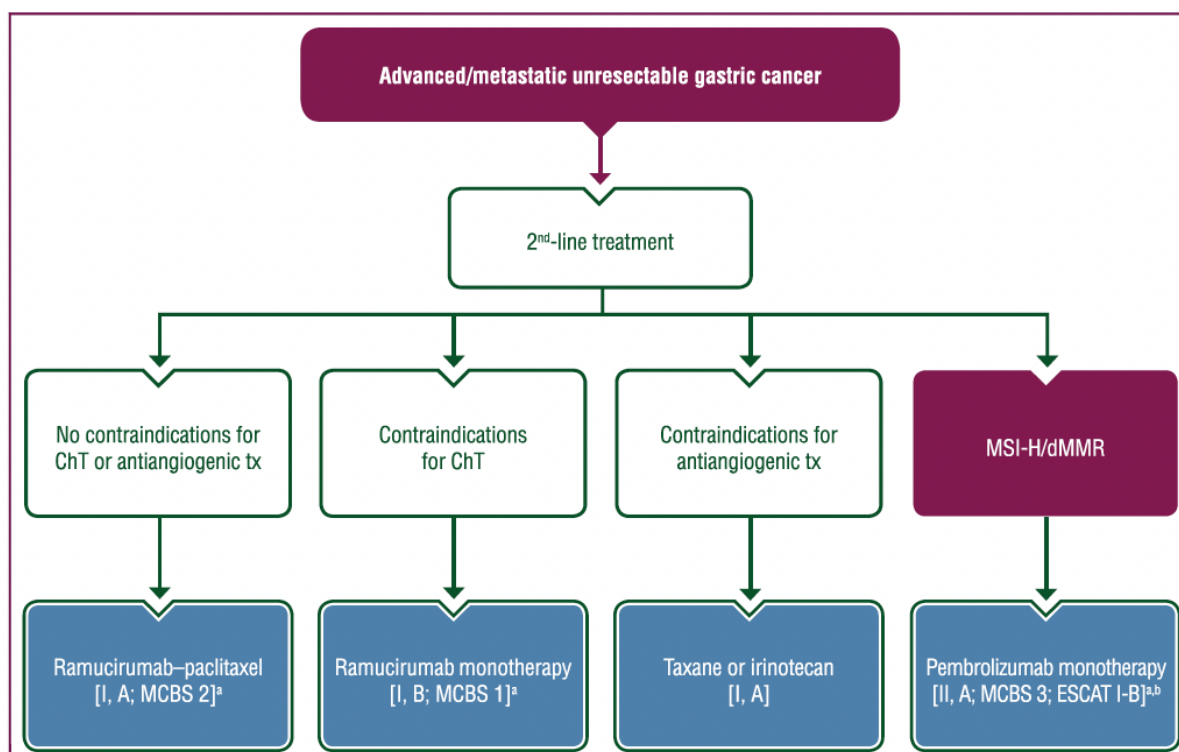 Advanced/metastatic unresectable gastric cancer
2nd-line treatment
No contraindications for
ChT or antiangiogenic tx
Contraindications
for ChT
Contraindications for
antiangiogenic tx
MSI-H/dMMR
Ramucirumab–paclitaxel
[I, A; MCBS 2]a
Ramucirumab monotherapy
[I, B; MCBS 1]a
Taxane or irinotecan
[I, A]
Pembrolizumab monotherapy
[II, A; MCBS 3; ESCAT I-B]a,b